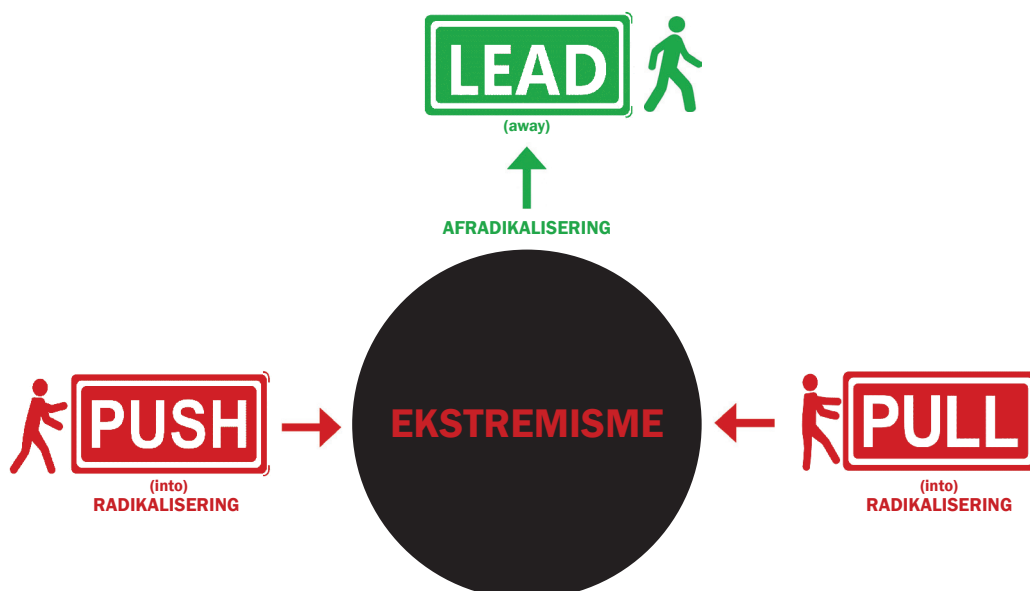 LEAD
(away)
AFRADIKALISERING
PUSH
(into)
RADIKALISERING
EKSTREMISME
PULL
(into)
RADIKALISERING